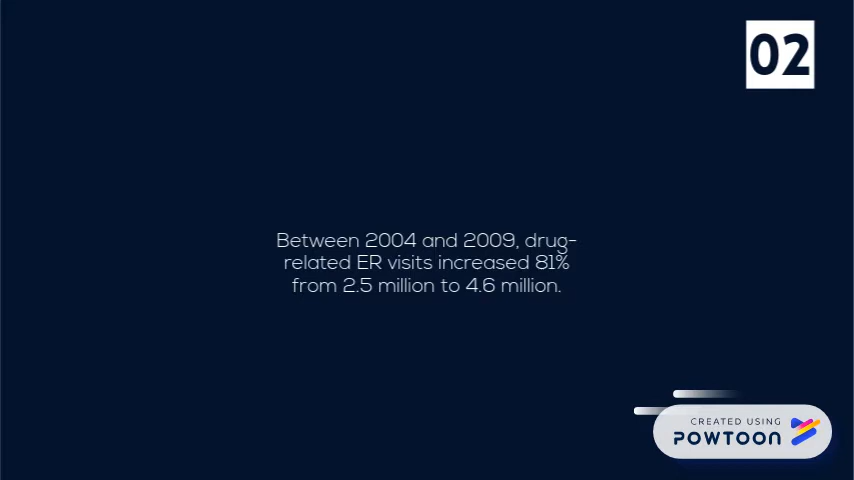 02
Between 2004 and 2009, drug-
related ER visits increased 81%
from 2.5 million to 4.6 million.
CREATED USING
POWTOON